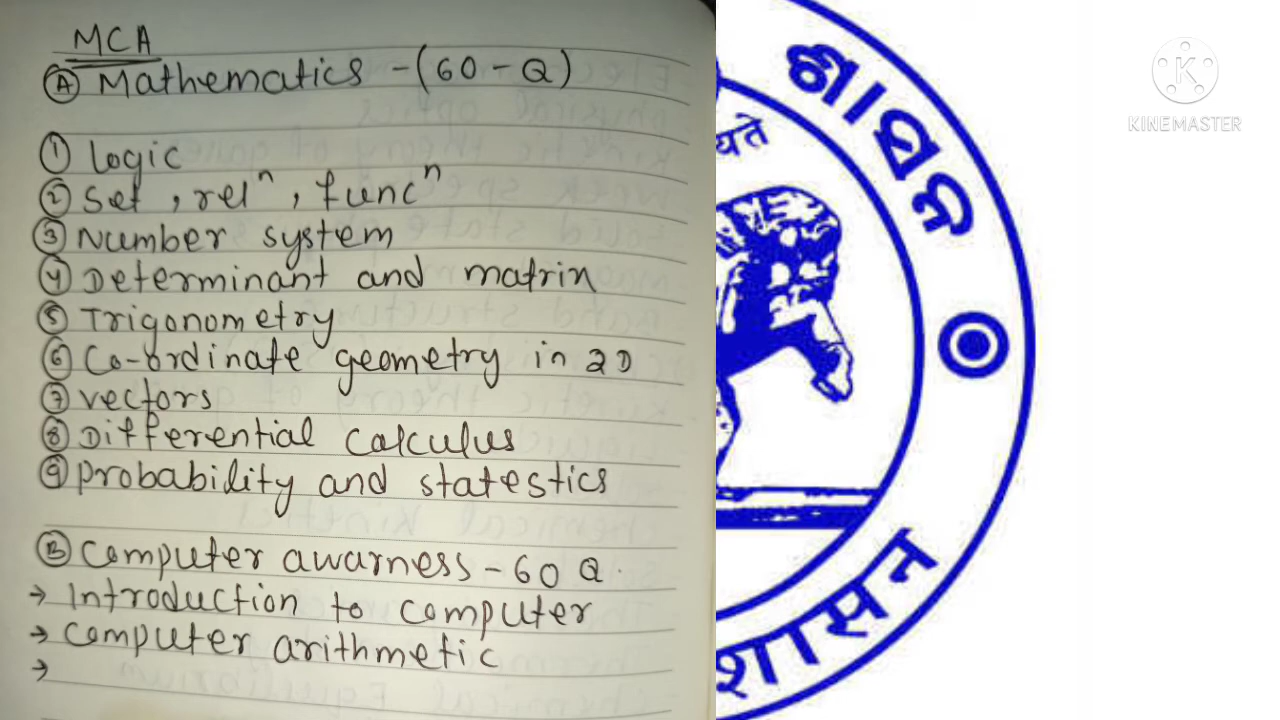 MCA
Ⓐ Mathematics - (60 - Q)
① Logic
② Set , relⁿ , funcⁿ
③ Number system
④ Determinant and matrix
⑤ Trigonometry
⑥ Co-ordinate geometry in 2D
⑦ vectors
⑧ Differential calculus
⑨ probability and statestics
Ⓑ Computer awarness - 60 Q.
→ Introduction to computer
→ Computer arithmetic
→
ଶାସନ
यते
शासन
KINEMASTER